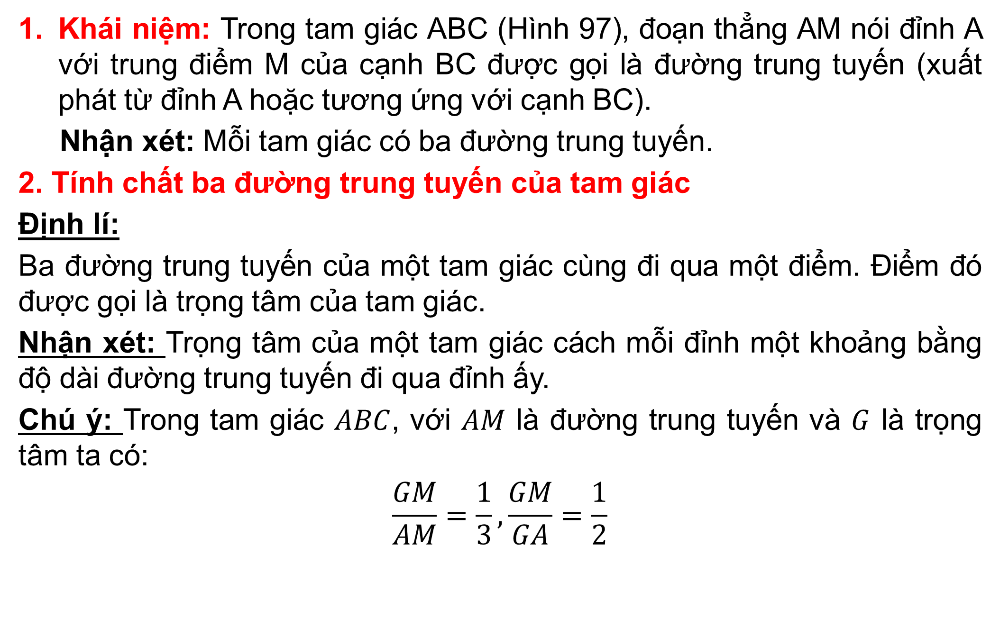 1. Khái niệm: Trong tam giác ABC (Hình 97), đoạn thẳng AM nói đỉnh A
với trung điểm M của cạnh BC được gọi là đường trung tuyến (xuất
phát từ đỉnh A hoặc tương ứng với cạnh BC).
Nhận xét: Mỗi tam giác có ba đường trung tuyến.
2. Tính chất ba đường trung tuyến của tam giác
Định lí:
Ba đường trung tuyến của một tam giác cùng đi qua một điểm. Điểm đó
được gọi là trọng tâm của tam giác.
Nhận xét: Trọng tâm của một tam giác cách mỗi đỉnh một khoảng bằng
độ dài đường trung tuyến đi qua đỉnh ấy.
Chú ý: Trong tam giác ABC, với AM là đường trung tuyến và G là trọng
tâm ta có:
GM/AM = 1/3, GM/GA = 1/2